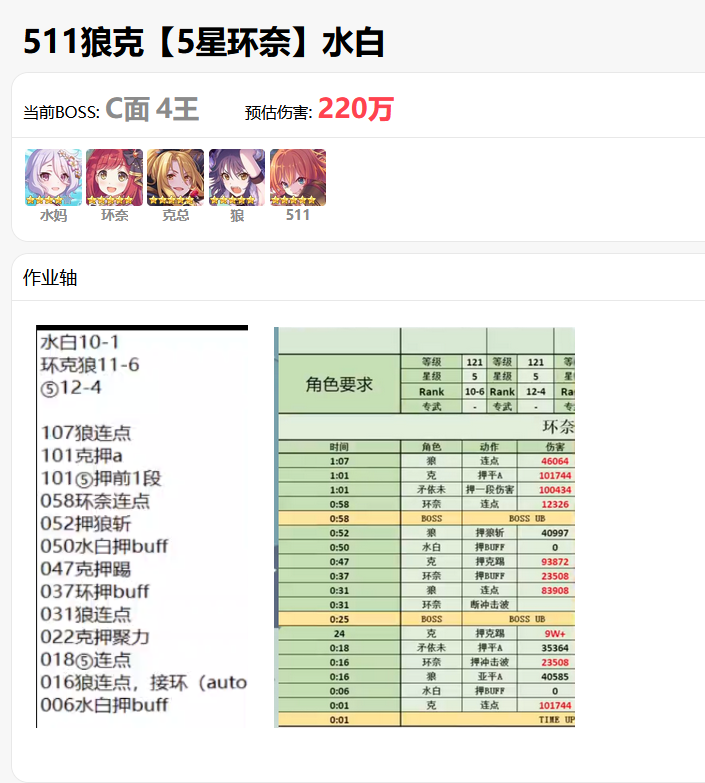 511狼克【5星环奈】水白
当前BOSS: C面 4王 预估伤害: 220万
水妈 环奈 克总 狼 511
作业轴
水白10-1
环克狼11-6
⑤12-4
107狼连点
101克押a
101⑤押前1段
058环奈连点
052押狼斩
050水白押buff
047克押踢
037环押buff
031狼连点
022克押聚力
018⑤连点
016狼连点，接环（auto
006水白押buff
角色要求
等级 121 等级 121 等
星级 5 星级 5 星
Rank 10-6 Rank 12-4 Ra
专武 - 专武 - 专
环奈
时间 角色 动作 伤害
1:07 狼 连点 46064
1:01 克 押平A 101744
1:01 矛依未 押一段伤害 100434
0:58 环奈 连点 12326
0:58 BOSS BOSS UB
0:52 狼 押狼斩 40997
0:50 水白 押BUFF 0
0:47 克 押克踢 93872
0:37 环奈 押BUFF 23508
0:31 狼 连点 83908
0:31 环奈 断冲击波
0:25 BOSS BOSS UB
24 克 押克踢 9W+
0:18 矛依未 押平A 35364
0:16 环奈 押冲击波 23508
0:16 狼 亚平A 40585
0:06 水白 押BUFF 0
0:01 克 连点 101744
0:01 TIME UP